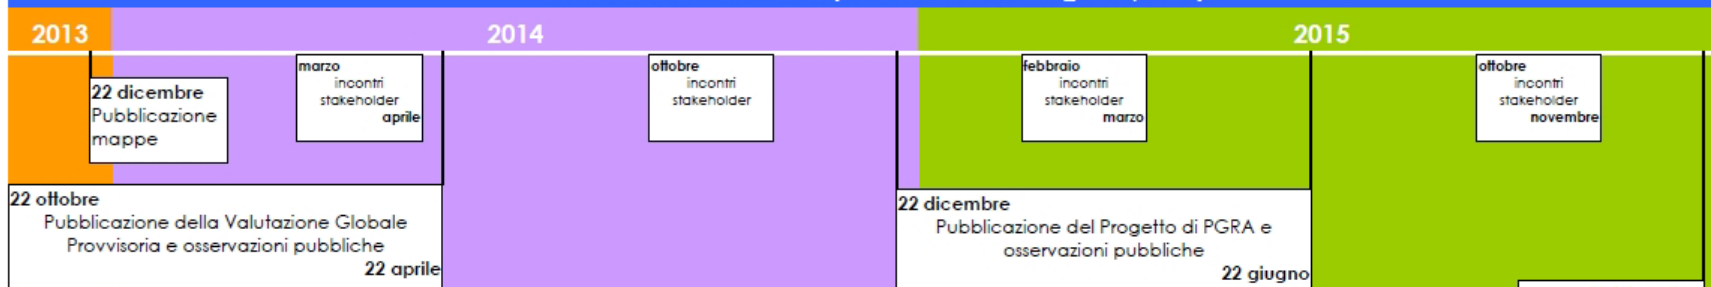 2013
2014
2015
22 dicembre
Pubblicazione
mappe
marzo
incontri
stakeholder
aprile
ottobre
incontri
stakeholder
febbraio
incontri
stakeholder
marzo
ottobre
incontri
stakeholder
novembre
22 ottobre
Pubblicazione della Valutazione Globale
Provvisoria e osservazioni pubbliche
22 aprile
22 dicembre
Pubblicazione del Progetto di PGRA e
osservazioni pubbliche
22 giugno